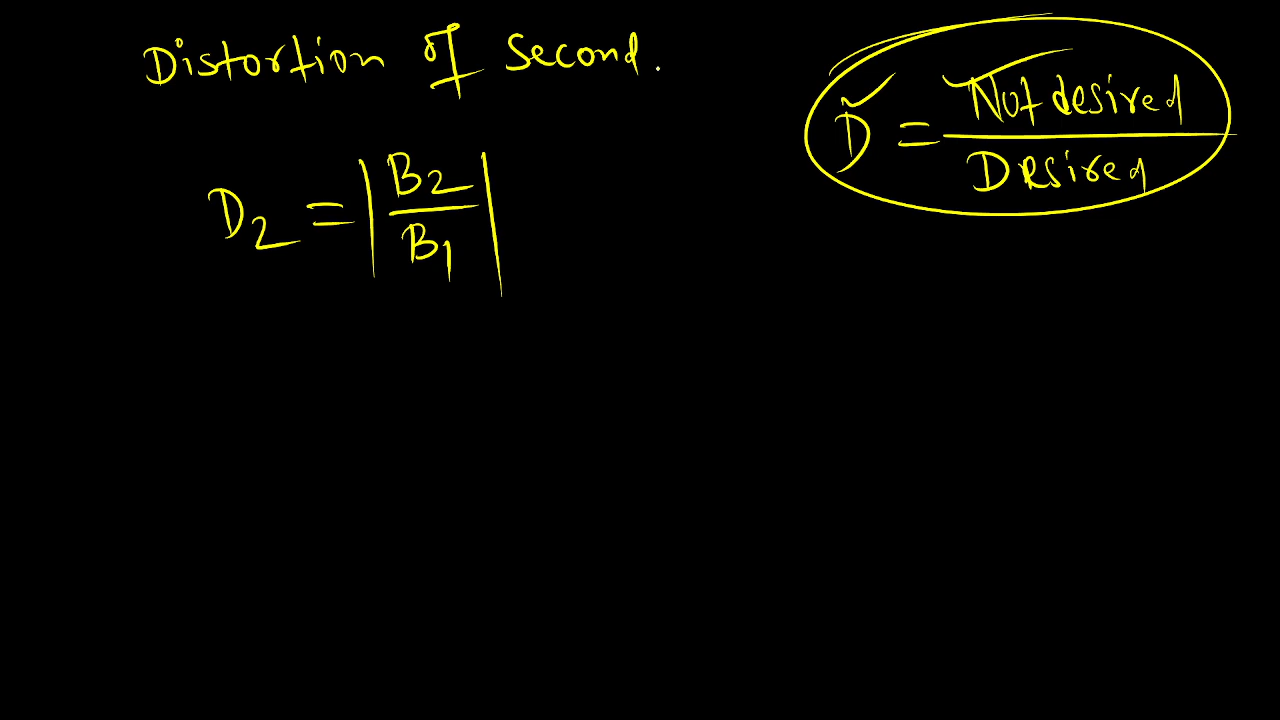 Distortion of Second.
D = Not desired / Desired
D2 = | B2 / B1 |